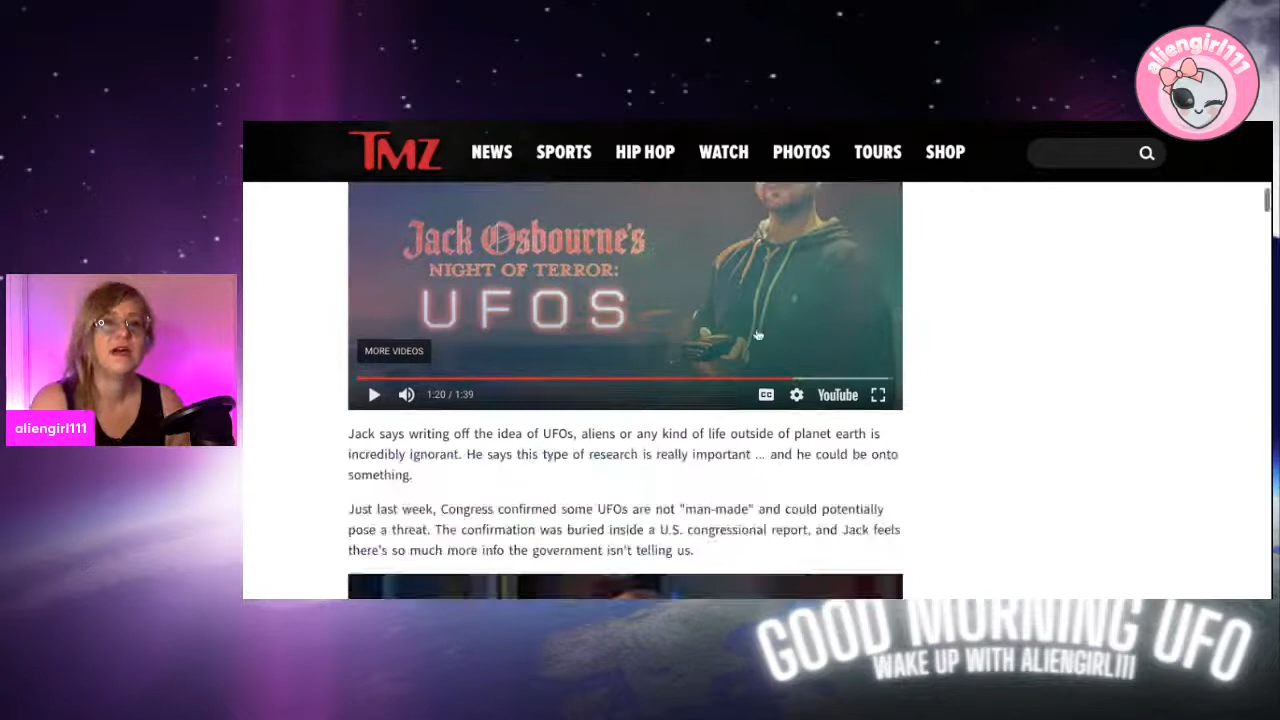 aliengirl111
TMZ
NEWS SPORTS HIP HOP WATCH PHOTOS TOURS SHOP
Jack Osbourne's
NIGHT OF TERROR:
UFOS
MORE VIDEOS
1:20 / 1:39
CC
YouTube
Jack says writing off the idea of UFOs, aliens or any kind of life outside of planet earth is
incredibly ignorant. He says this type of research is really important ... and he could be onto
something.
Just last week, Congress confirmed some UFOs are not "man-made" and could potentially
pose a threat. The confirmation was buried inside a U.S. congressional report, and Jack feels
there's so much more info the government isn't telling us.
aliengirl111
GOOD MORNING UFO
WAKE UP WITH ALIENGIRL111